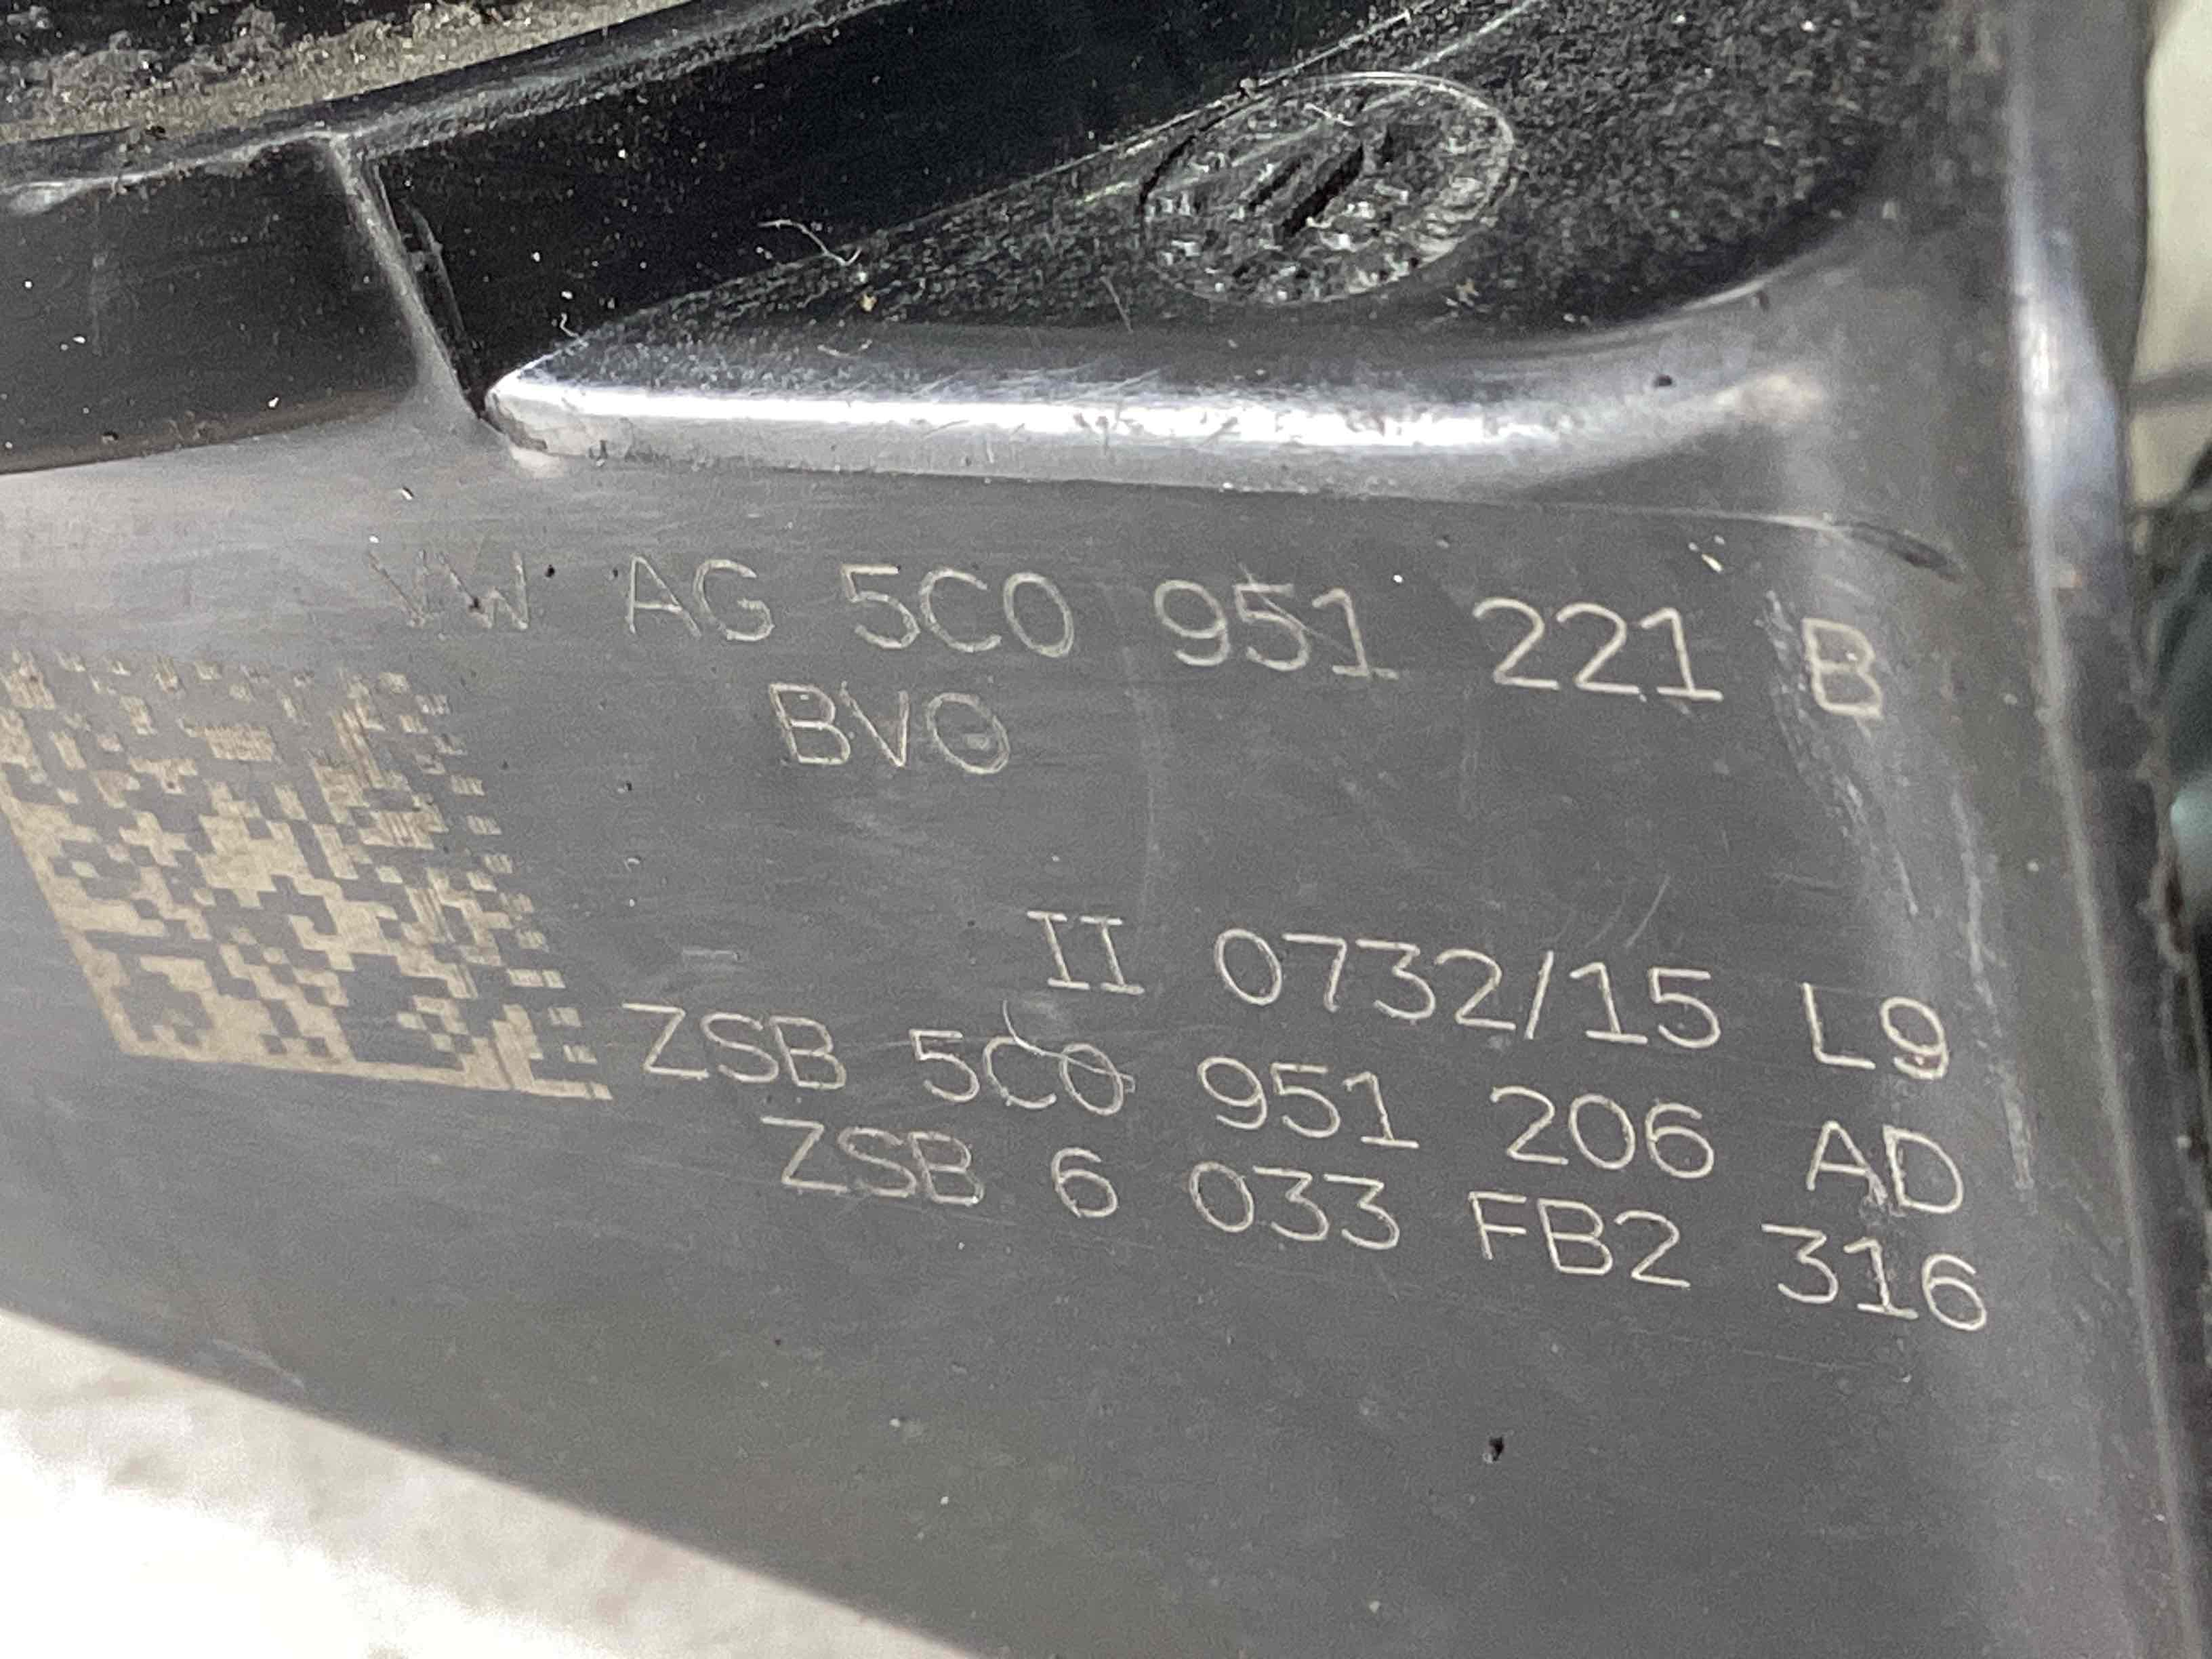 VW AG 5C0 951 221 B
BVO
II 0732/15 L9
ZSB 5C0 951 206 AD
ZSB 6 033 FB2 316